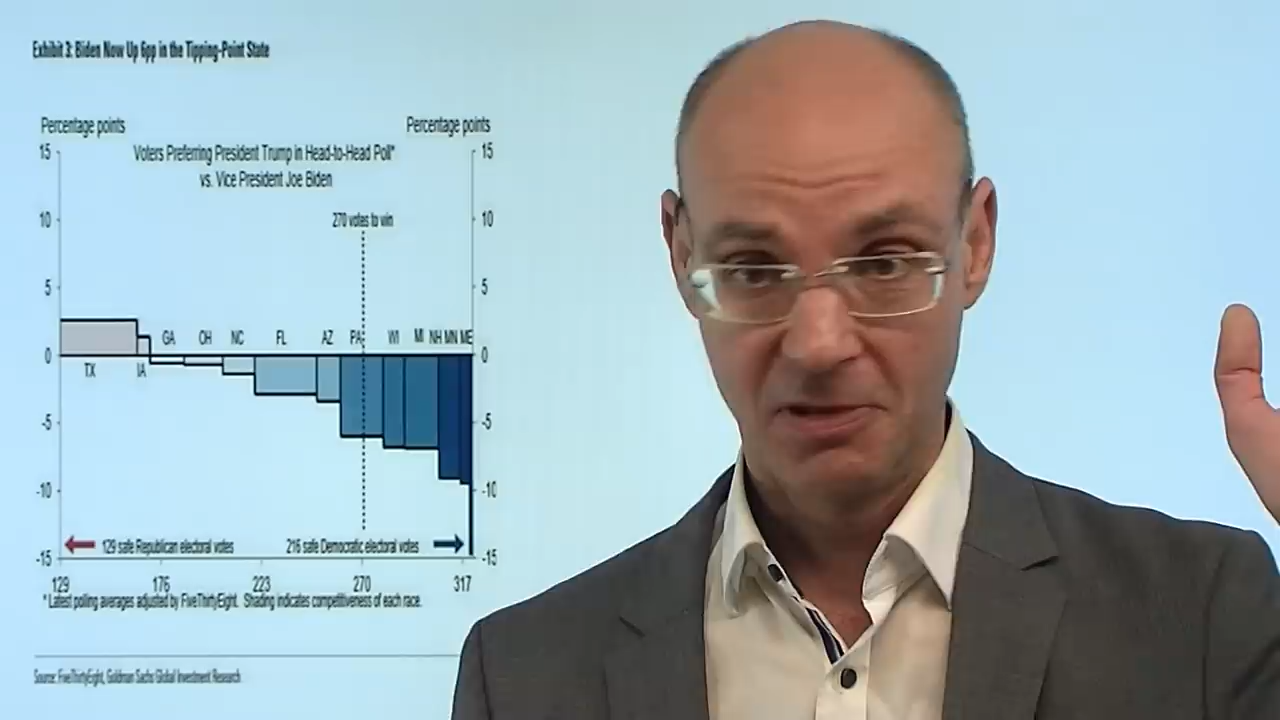 Exhibit 3: Biden Now Up 6pp in the Tipping-Point State
Percentage points Percentage points
Voters Preferring President Trump in Head-to-Head Poll*
vs. Vice President Joe Biden
270 votes to win
15 15
10 10
5 5
0 0
-5 -5
-10 -10
-15 -15
GA OH NC FL AZ PA WI MI NH MN ME
TX IA
129 safe Republican electoral votes 216 safe Democratic electoral votes
129 176 223 270 317
* Latest polling averages adjusted by FiveThirtyEight. Shading indicates competitiveness of each race.
Source: FiveThirtyEight, Goldman Sachs Global Investment Research